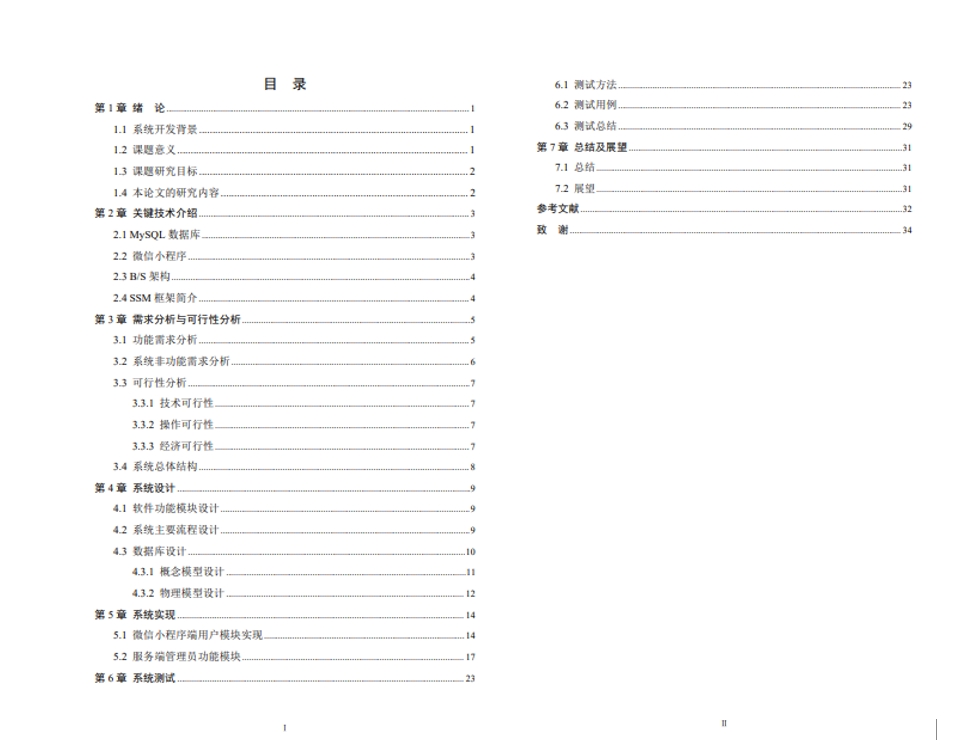 目 录
第 1 章 绪 论 1
1.1 系统开发背景 1
1.2 课题意义 1
1.3 课题研究目标 2
1.4 本论文的研究内容 2
第 2 章 关键技术介绍 3
2.1 MySQL 数据库 3
2.2 微信小程序 3
2.3 B/S 架构 4
2.4 SSM 框架简介 4
第 3 章 需求分析与可行性分析 5
3.1 功能需求分析 5
3.2 系统非功能需求分析 6
3.3 可行性分析 7
3.3.1 技术可行性 7
3.3.2 操作可行性 7
3.3.3 经济可行性 7
3.4 系统总体结构 8
第 4 章 系统设计 9
4.1 软件功能模块设计 9
4.2 系统主要流程设计 9
4.3 数据库设计 10
4.3.1 概念模型设计 11
4.3.2 物理模型设计 12
第 5 章 系统实现 14
5.1 微信小程序端用户模块实现 14
5.2 服务端管理员功能模块 17
第 6 章 系统测试 23
I
6.1 测试方法 23
6.2 测试用例 23
6.3 测试总结 29
第 7 章 总结及展望 31
7.1 总结 31
7.2 展望 31
参考文献 32
致 谢 34
II